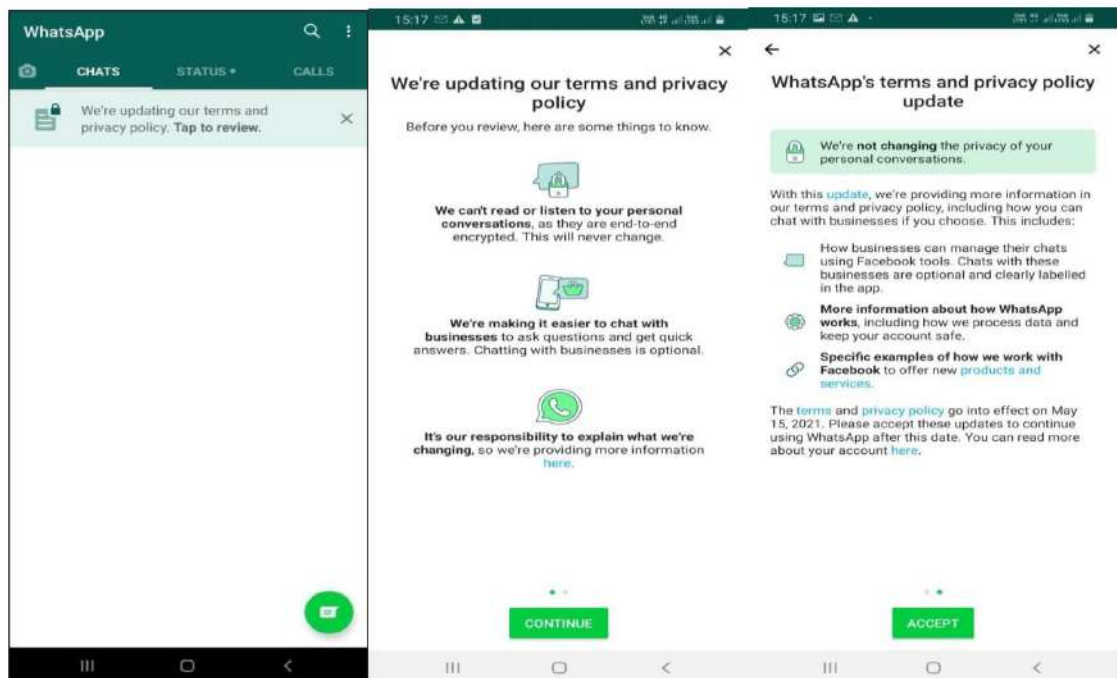 WhatsApp
CHATS STATUS CALLS
We're updating our terms and
privacy policy. Tap to review.
15:17
We're updating our terms and privacy
policy
Before you review, here are some things to know.
We can't read or listen to your personal
conversations, as they are end-to-end
encrypted. This will never change.
We're making it easier to chat with
businesses to ask questions and get quick
answers. Chatting with businesses is optional.
It's our responsibility to explain what we're
changing, so we're providing more information
here.
CONTINUE
15:17
WhatsApp's terms and privacy policy
update
We're not changing the privacy of your
personal conversations.
With this update, we're providing more information in
our terms and privacy policy, including how you can
chat with businesses if you choose. This includes:
How businesses can manage their chats
using Facebook tools. Chats with these
businesses are optional and clearly labelled
in the app.
More information about how WhatsApp
works, including how we process data and
keep your account safe.
Specific examples of how we work with
Facebook to offer new products and
services.
The terms and privacy policy go into effect on May
15, 2021. Please accept these updates to continue
using WhatsApp after this date. You can read more
about your account here.
ACCEPT